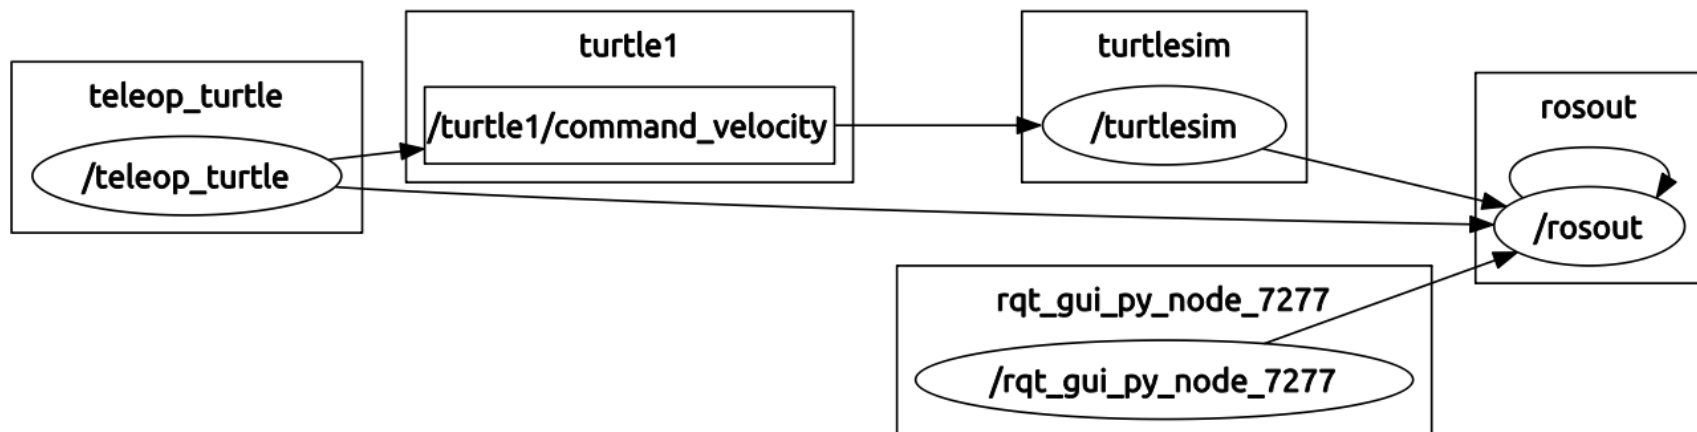 teleop_turtle
/teleop_turtle
turtle1
/turtle1/command_velocity
turtlesim
/turtlesim
rosout
/rosout
rqt_gui_py_node_7277
/rqt_gui_py_node_7277